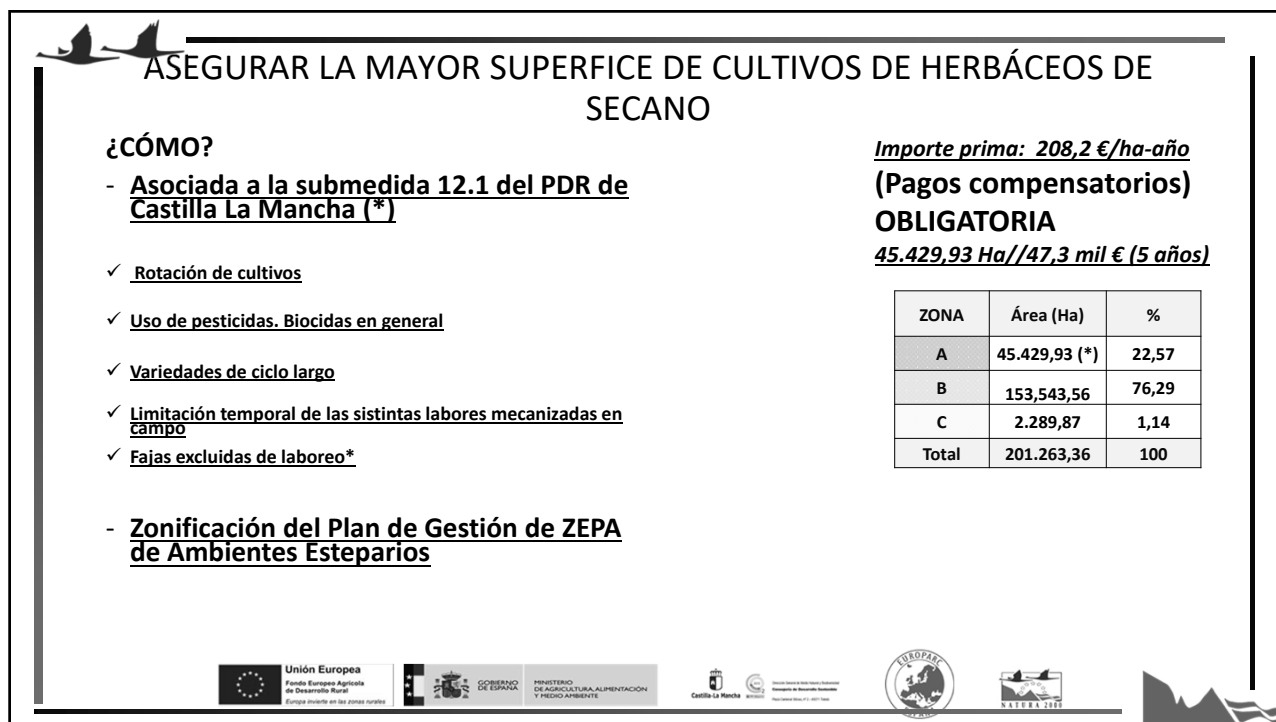 ASEGURAR LA MAYOR SUPERFICE DE CULTIVOS DE HERBÁCEOS DE
SECANO
¿CÓMO?
- Asociada a la submedida 12.1 del PDR de
Castilla La Mancha (*)
✓ Rotación de cultivos
✓ Uso de pesticidas. Biocidas en general
✓ Variedades de ciclo largo
✓ Limitación temporal de las sistintas labores mecanizadas en
campo
✓ Fajas excluidas de laboreo*
- Zonificación del Plan de Gestión de ZEPA
de Ambientes Esteparios
Importe prima: 208,2 €/ha-año
(Pagos compensatorios)
OBLIGATORIA
45.429,93 Ha//47,3 mil € (5 años)
ZONA Área (Ha) %
A 45.429,93 (*) 22,57
B 153,543,56 76,29
C 2.289,87 1,14
Total 201.263,36 100
Unión Europea
Fondo Europeo Agrícola
de Desarrollo Rural
Europa invierte en las zonas rurales
GOBIERNO
DE ESPAÑA
MINISTERIO
DE AGRICULTURA, ALIMENTACIÓN
Y MEDIO AMBIENTE
Castilla-La Mancha
EUROPARC
ESPAÑA
NATURA 2000